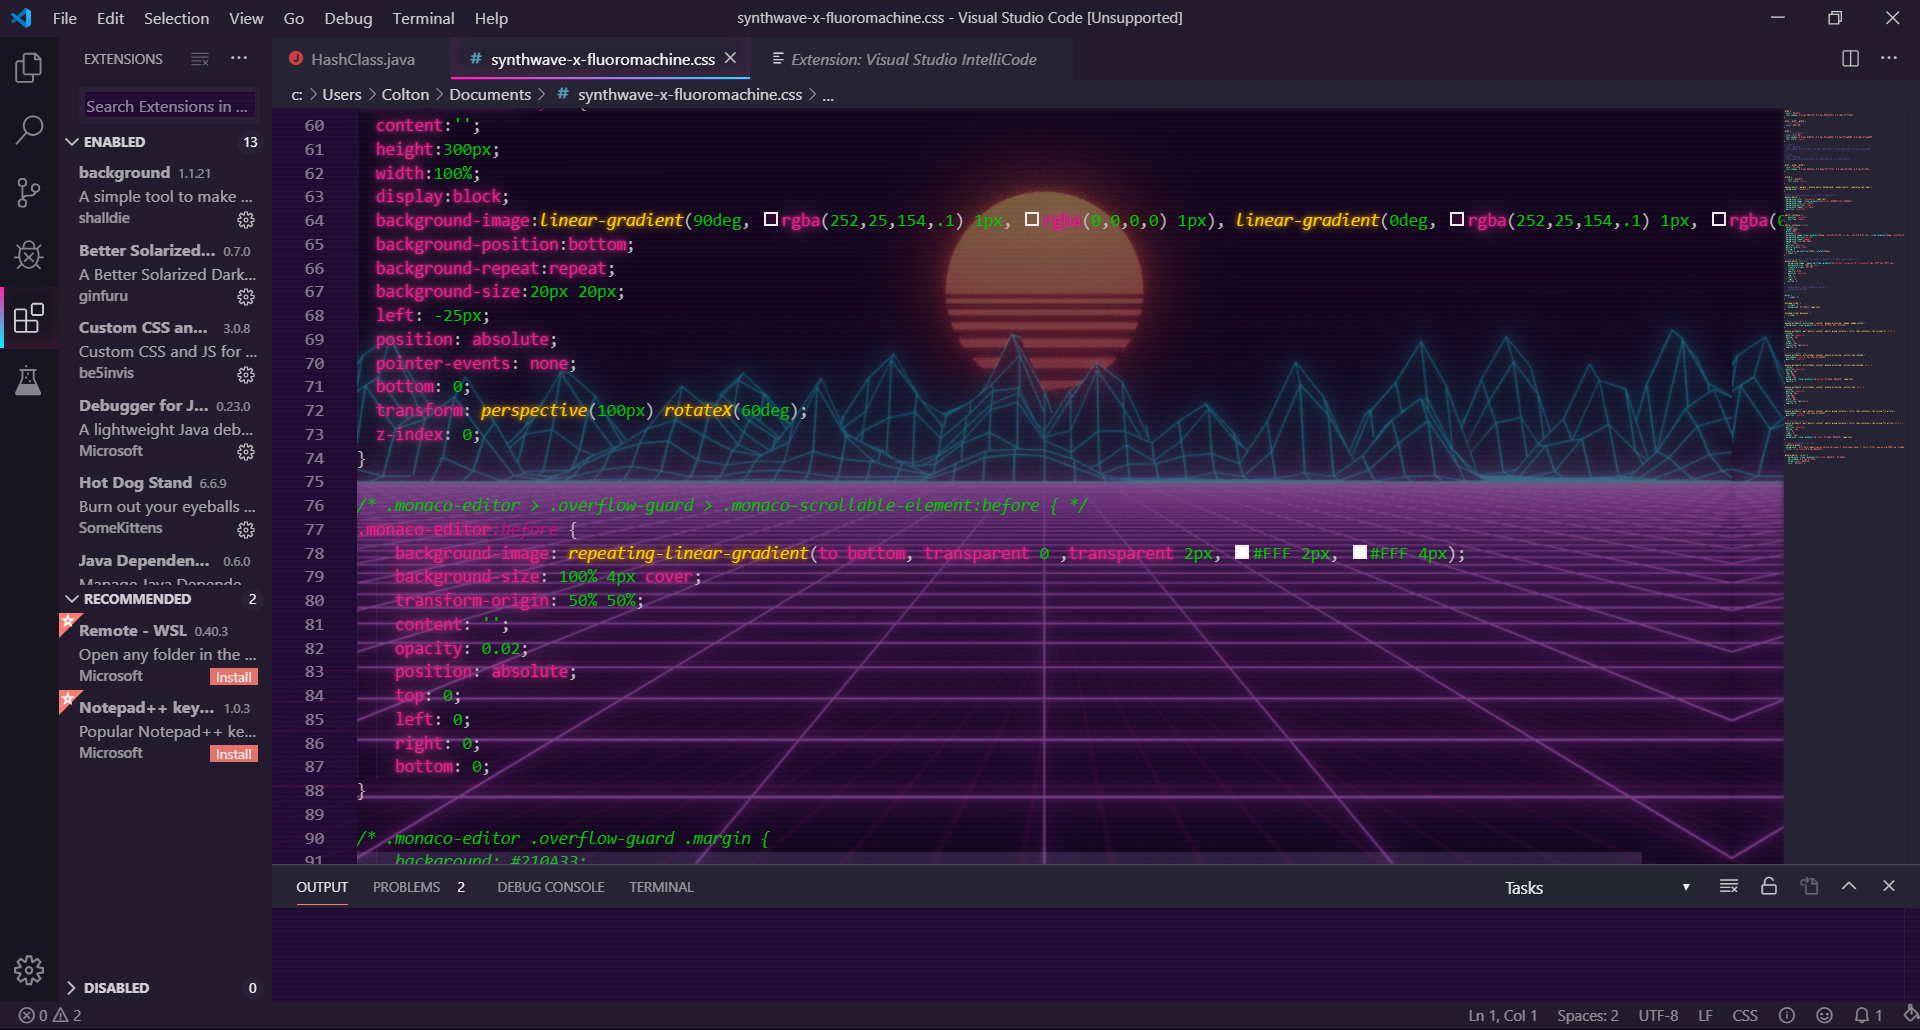 File Edit Selection View Go Debug Terminal Help
synthwave-x-fluoromachine.css - Visual Studio Code [Unsupported]
EXTENSIONS
Search Extensions in ...
ENABLED 13
background 1.1.21
A simple tool to make ...
shalldie
Better Solarized... 0.7.0
A Better Solarized Dark...
ginfuru
Custom CSS an... 3.0.8
Custom CSS and JS for ...
be5invis
Debugger for J... 0.23.0
A lightweight Java deb...
Microsoft
Hot Dog Stand 6.6.9
Burn out your eyeballs ...
SomeKittens
Java Dependen... 0.6.0
Manage Java Dependo
RECOMMENDED 2
Remote - WSL 0.40.3
Open any folder in the ...
Microsoft Install
Notepad++ key... 1.0.3
Popular Notepad++ ke...
Microsoft Install
DISABLED 0
HashClass.java # synthwave-x-fluoromachine.css Extension: Visual Studio IntelliCode
c: > Users > Colton > Documents > # synthwave-x-fluoromachine.css > ...
60 content:'';
61 height:300px;
62 width:100%;
63 display:block;
64 background-image:linear-gradient(90deg, rgba(252,25,154,.1) 1px, rgba(0,0,0,0) 1px), linear-gradient(0deg, rgba(252,25,154,.1) 1px, rgba(0
65 background-position:bottom;
66 background-repeat:repeat;
67 background-size:20px 20px;
68 left: -25px;
69 position: absolute;
70 pointer-events: none;
71 bottom: 0;
72 transform: perspective(100px) rotateX(60deg);
73 z-index: 0;
74 }
75
76 /* .monaco-editor > .overflow-guard > .monaco-scrollable-element:before { */
77 .monaco-editor:before {
78 background-image: repeating-linear-gradient(to bottom, transparent 0 ,transparent 2px, #FFF 2px, #FFF 4px);
79 background-size: 100% 4px cover;
80 transform-origin: 50% 50%;
81 content: '';
82 opacity: 0.02;
83 position: absolute;
84 top: 0;
85 left: 0;
86 right: 0;
87 bottom: 0;
88 }
89
90 /* .monaco-editor .overflow-guard .margin {
91 background: #210A33;
OUTPUT PROBLEMS 2 DEBUG CONSOLE TERMINAL Tasks
0 2 Ln 1, Col 1 Spaces: 2 UTF-8 LF CSS 1